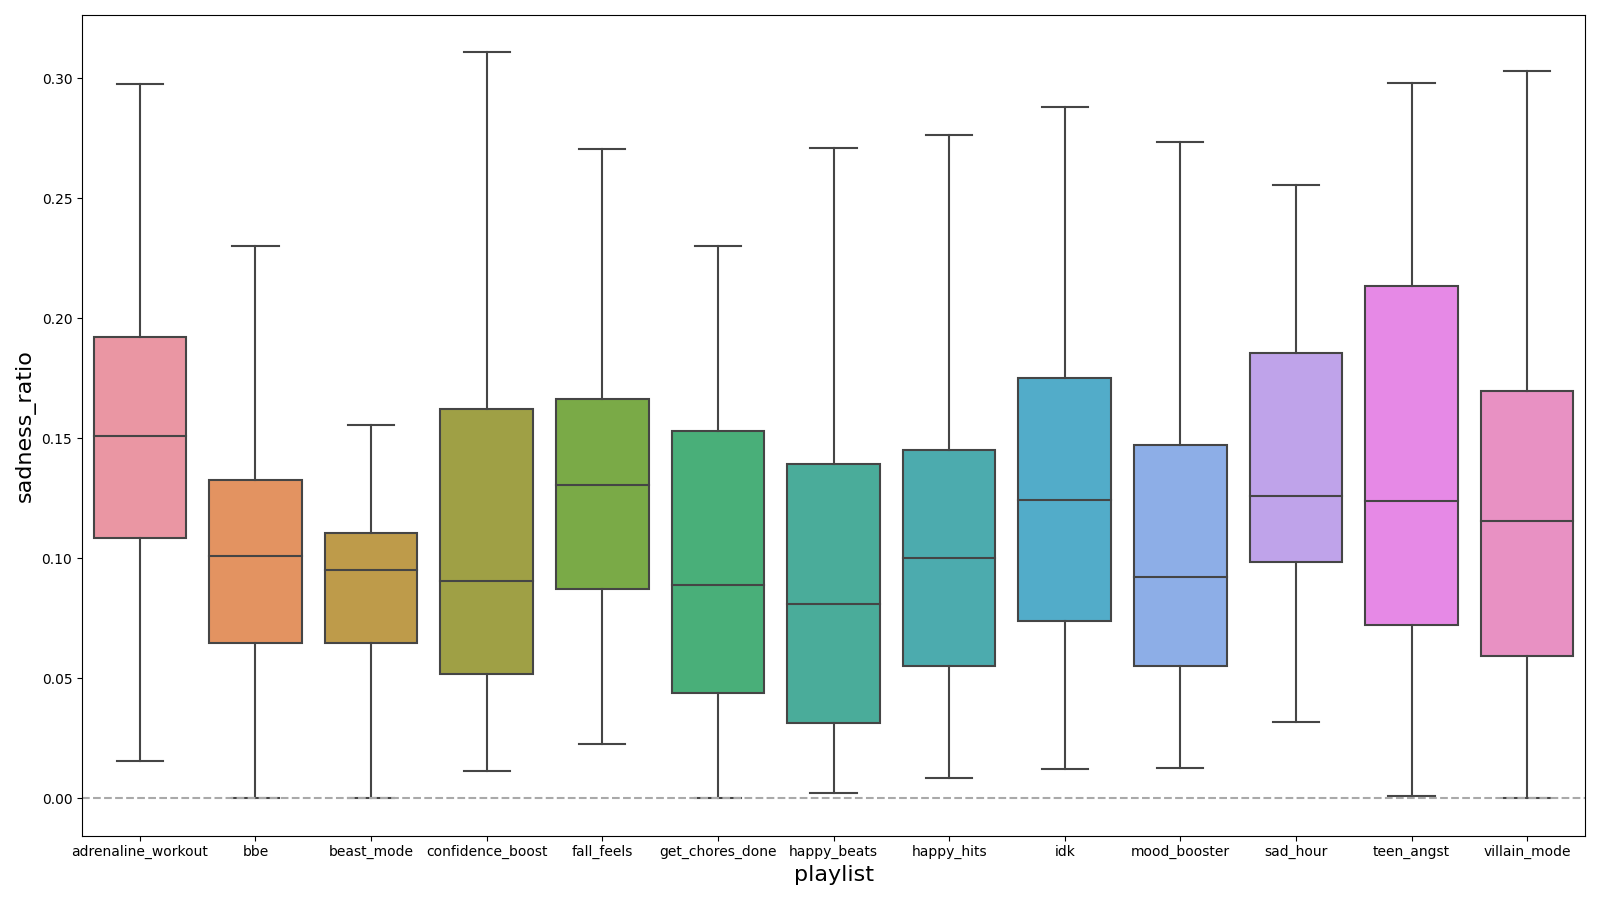 sadness_ratio
0.30
0.25
0.20
0.15
0.10
0.05
0.00
adrenaline_workout bbe beast_mode confidence_boost fall_feels get_chores_done happy_beats happy_hits idk mood_booster sad_hour teen_angst villain_mode
playlist